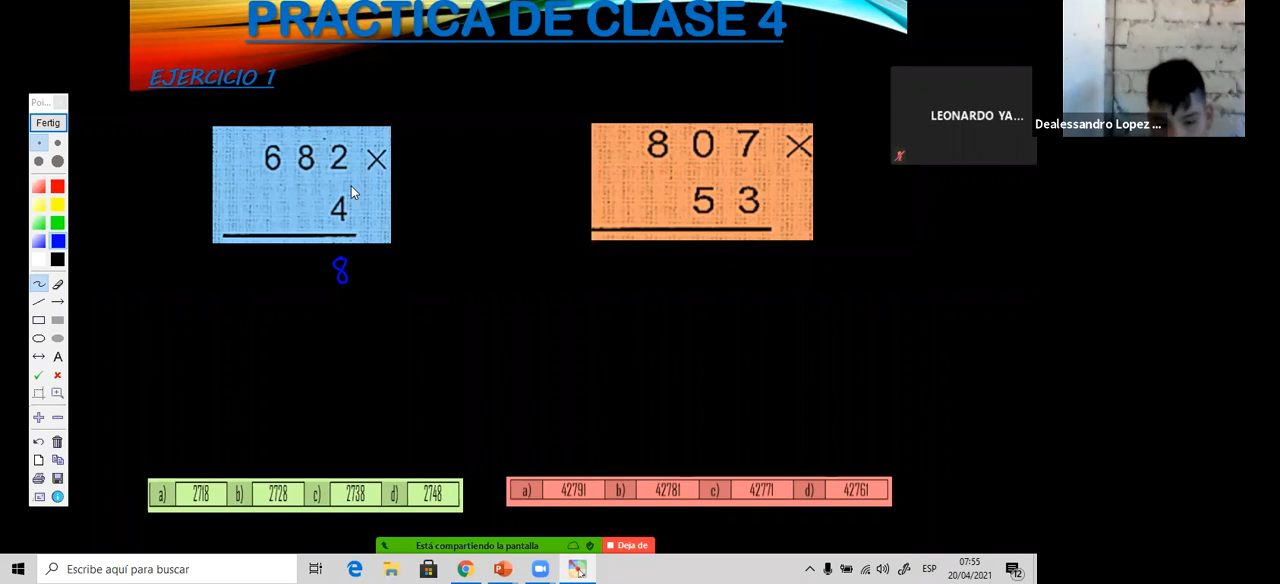 PRACTICA DE CLASE 4
EJERCICIO 1
Poi...
Fertig
6 8 2 ×
4
8
8 0 7 ×
5 3
LEONARDO YA...
Dealessandro Lopez ...
a) 2718 b) 2728 c) 2738 d) 2748
a) 42791 b) 42781 c) 42771 d) 42761
Está compartiendo la pantalla
Deja de
Escribe aquí para buscar
ESP
07:55
20/04/2021
12